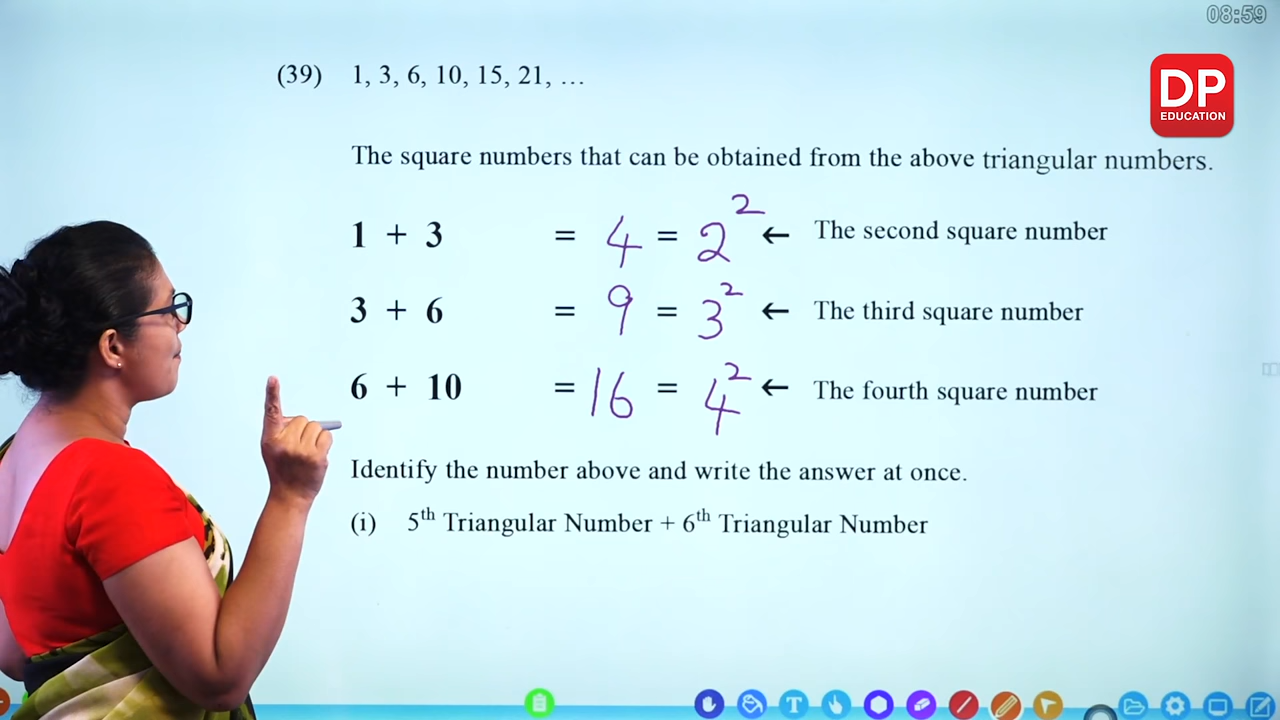 08:59
(39) 1, 3, 6, 10, 15, 21, ...
DP
EDUCATION
The square numbers that can be obtained from the above triangular numbers.
1 + 3 = 4 = 2² ← The second square number
3 + 6 = 9 = 3² ← The third square number
6 + 10 = 16 = 4² ← The fourth square number
Identify the number above and write the answer at once.
(i) 5th Triangular Number + 6th Triangular Number